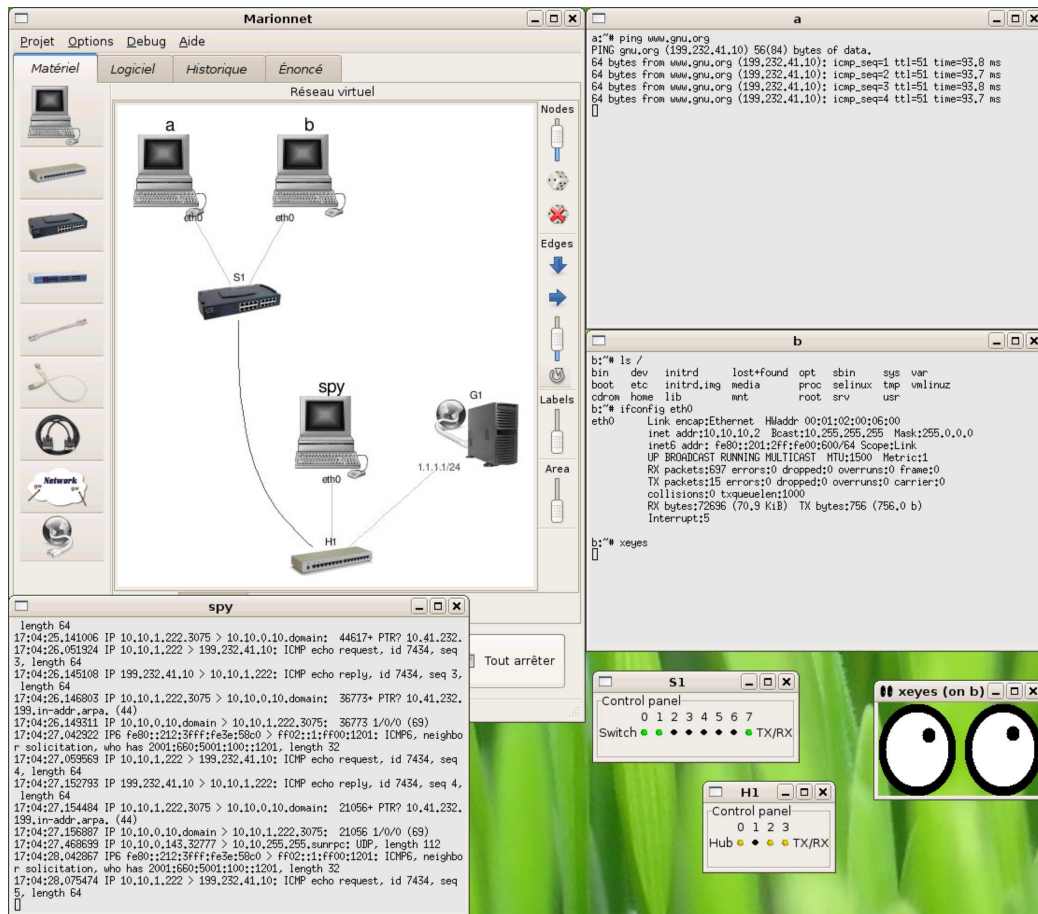 Marionnet
Projet Options Debug Aide
Matériel Logiciel Historique Énoncé
Réseau virtuel
Nodes
Edges
Labels
Area
a
b
eth0
eth0
S1
spy
G1
eth0
1.1.1.1/24
H1
Network
Tout arrêter
a
a:~# ping www.gnu.org
PING gnu.org (199.232.41.10) 56(84) bytes of data.
64 bytes from www.gnu.org (199.232.41.10): icmp_seq=1 ttl=51 time=93.8 ms
64 bytes from www.gnu.org (199.232.41.10): icmp_seq=2 ttl=51 time=93.7 ms
64 bytes from www.gnu.org (199.232.41.10): icmp_seq=3 ttl=51 time=93.8 ms
64 bytes from www.gnu.org (199.232.41.10): icmp_seq=4 ttl=51 time=93.7 ms
b
b:~# ls /
bin dev initrd lost+found opt sbin sys var
boot etc initrd.img media proc selinux tmp vmlinuz
cdrom home lib mnt root srv usr
b:~# ifconfig eth0
eth0 Link encap:Ethernet HWaddr 00:01:02:00:06:00
inet addr:10.10.10.2 Bcast:10.255.255.255 Mask:255.0.0.0
inet6 addr: fe80::201:2ff:fe00:600/64 Scope:Link
UP BROADCAST RUNNING MULTICAST MTU:1500 Metric:1
RX packets:697 errors:0 dropped:0 overruns:0 frame:0
TX packets:15 errors:0 dropped:0 overruns:0 carrier:0
collisions:0 txqueuelen:1000
RX bytes:72696 (70.9 KiB) TX bytes:756 (756.0 b)
Interrupt:5
b:~# xeyes
spy
length 64
17:04:25.141006 IP 10.10.1.222.3075 > 10.10.0.10.domain: 44617+ PTR? 10.41.232.
17:04:26.051924 IP 10.10.1.222 > 199.232.41.10: ICMP echo request, id 7434, seq
3, length 64
17:04:26.145108 IP 199.232.41.10 > 10.10.1.222: ICMP echo reply, id 7434, seq 3,
length 64
17:04:26.146803 IP 10.10.1.222.3075 > 10.10.0.10.domain: 36773+ PTR? 10.41.232.
199.in-addr.arpa. (44)
17:04:26.149311 IP 10.10.0.10.domain > 10.10.1.222.3075: 36773 1/0/0 (69)
17:04:27.042922 IP6 fe80::212:3fff:fe3e:58c0 > ff02::1:ff00:1201: ICMP6, neighbo
r solicitation, who has 2001:660:5001:100::1201, length 32
17:04:27.059569 IP 10.10.1.222 > 199.232.41.10: ICMP echo request, id 7434, seq
4, length 64
17:04:27.152793 IP 199.232.41.10 > 10.10.1.222: ICMP echo reply, id 7434, seq 4,
length 64
17:04:27.154484 IP 10.10.1.222.3075 > 10.10.0.10.domain: 21056+ PTR? 10.41.232.
199.in-addr.arpa. (44)
17:04:27.156887 IP 10.10.0.10.domain > 10.10.1.222.3075: 21056 1/0/0 (69)
17:04:27.468699 IP 10.10.0.143.32777 > 10.10.255.255.sunrpc: UDP, length 112
17:04:28.042867 IP6 fe80::212:3fff:fe3e:58c0 > ff02::1:ff00:1201: ICMP6, neighbo
r solicitation, who has 2001:660:5001:100::1201, length 32
17:04:28.075474 IP 10.10.1.222 > 199.232.41.10: ICMP echo request, id 7434, seq
5, length 64
S1
Control panel
0 1 2 3 4 5 6 7
Switch TX/RX
xeyes (on b)
H1
Control panel
0 1 2 3
Hub TX/RX